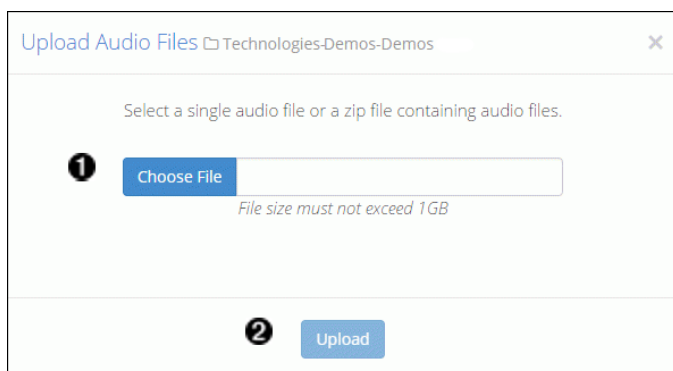 Upload Audio Files Technologies-Demos-Demos ×
Select a single audio file or a zip file containing audio files.
❶ Choose File
File size must not exceed 1GB
❷ Upload